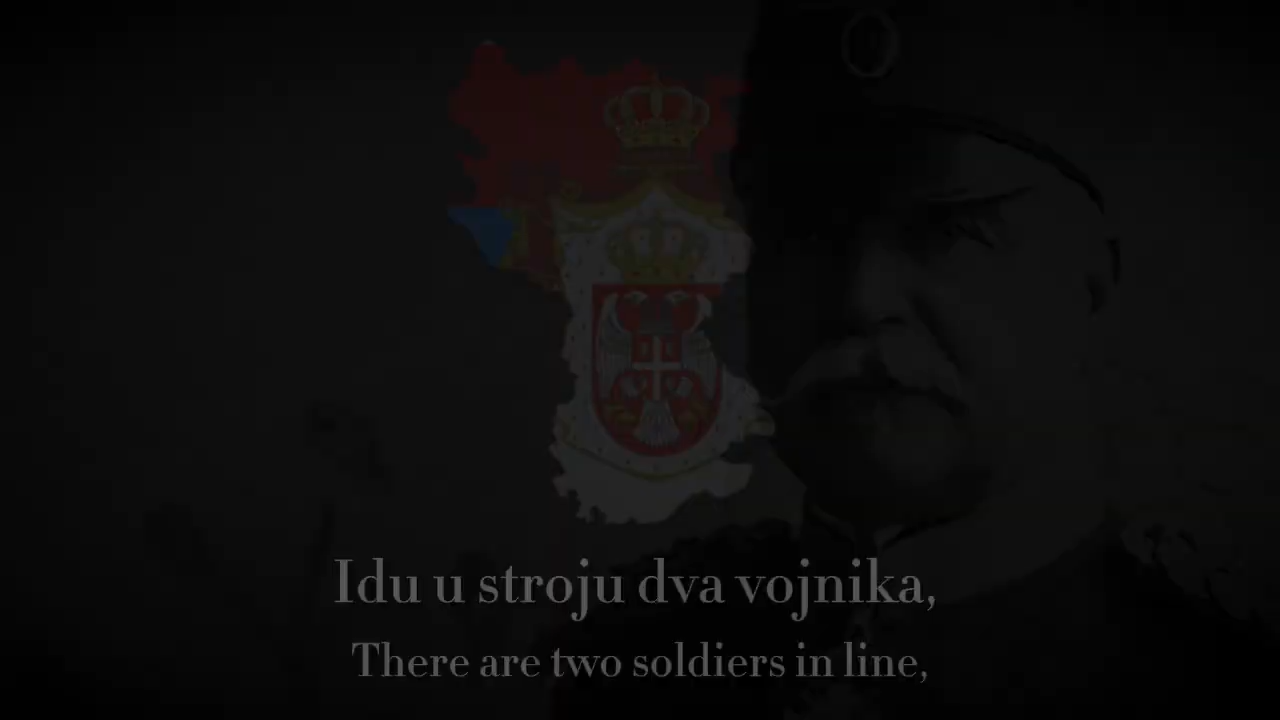 Idu u stroju dva vojnika,
There are two soldiers in line,